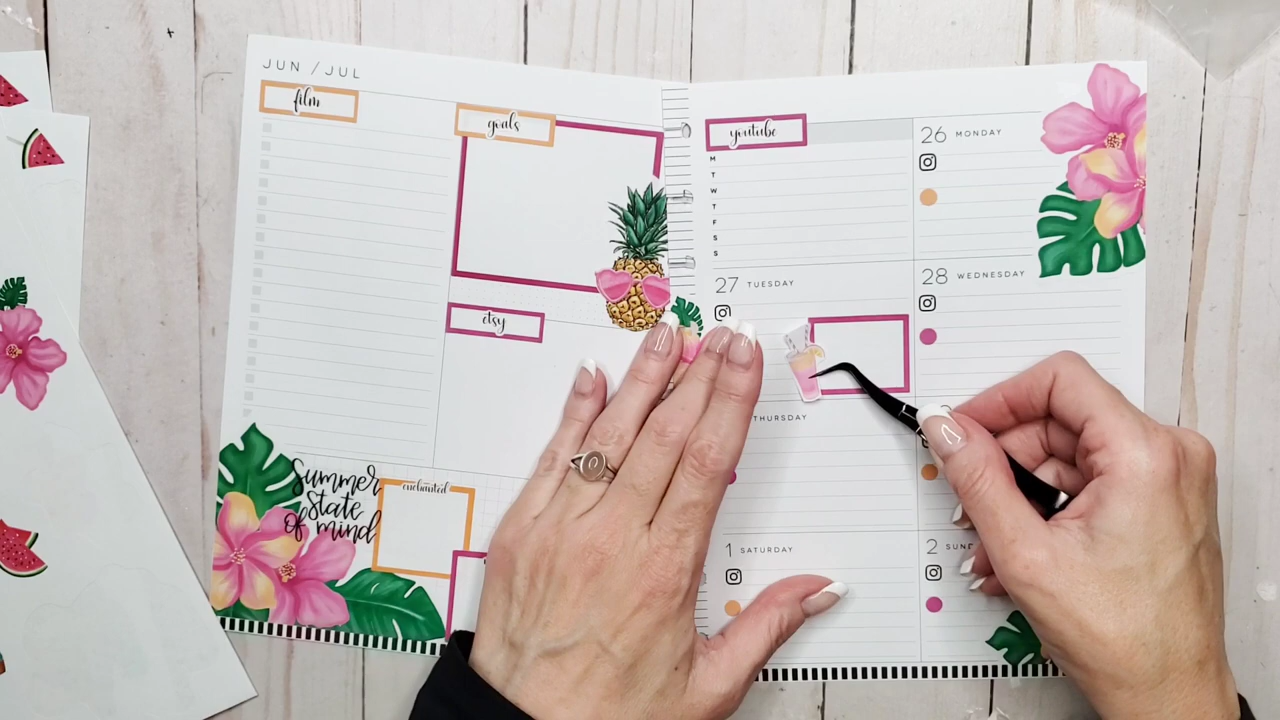 JUN / JUL
film
goals
etsy
Summer
State
of mind
enchanted
youtube
M
T
W
T
F
S
S
26 MONDAY
27 TUESDAY
28 WEDNESDAY
THURSDAY
1 SATURDAY
2 SUN